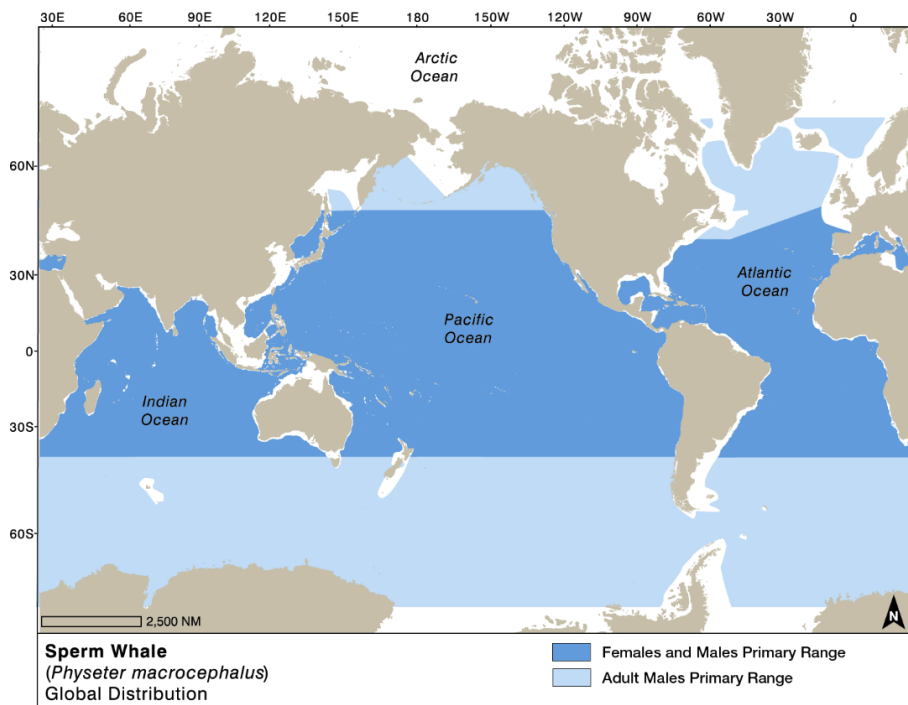 30E 60E 90E 120E 150E 180E 150W 120W 90W 60W 30W 0
Arctic
Ocean
60N
30N
Atlantic
Ocean
Pacific
Ocean
0
Indian
Ocean
30S
60S
2,500 NM
N
Sperm Whale
(Physeter macrocephalus)
Global Distribution
Females and Males Primary Range
Adult Males Primary Range